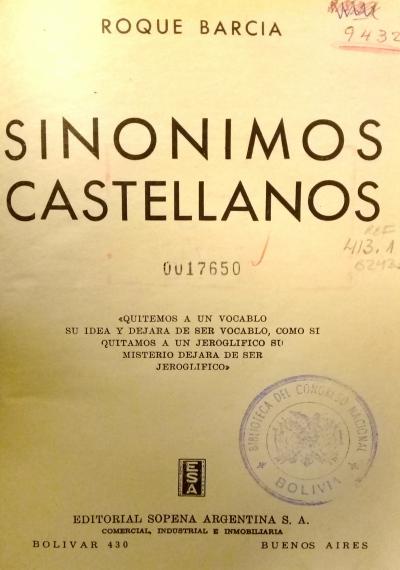 ROQUE BARCIA
9432
SINONIMOS
CASTELLANOS
REF
413.1
0017650
«QUITEMOS A UN VOCABLO
SU IDEA Y DEJARA DE SER VOCABLO, COMO SI
QUITAMOS A UN JEROGLIFICO SU
MISTERIO DEJARA DE SER
JEROGLIFICO»
BIBLIOTECA DEL CONGRESO NACIONAL
BOLIVIA
ESA
EDITORIAL SOPENA ARGENTINA S. A.
COMERCIAL, INDUSTRIAL E INMOBILIARIA
BOLIVAR 430 BUENOS AIRES